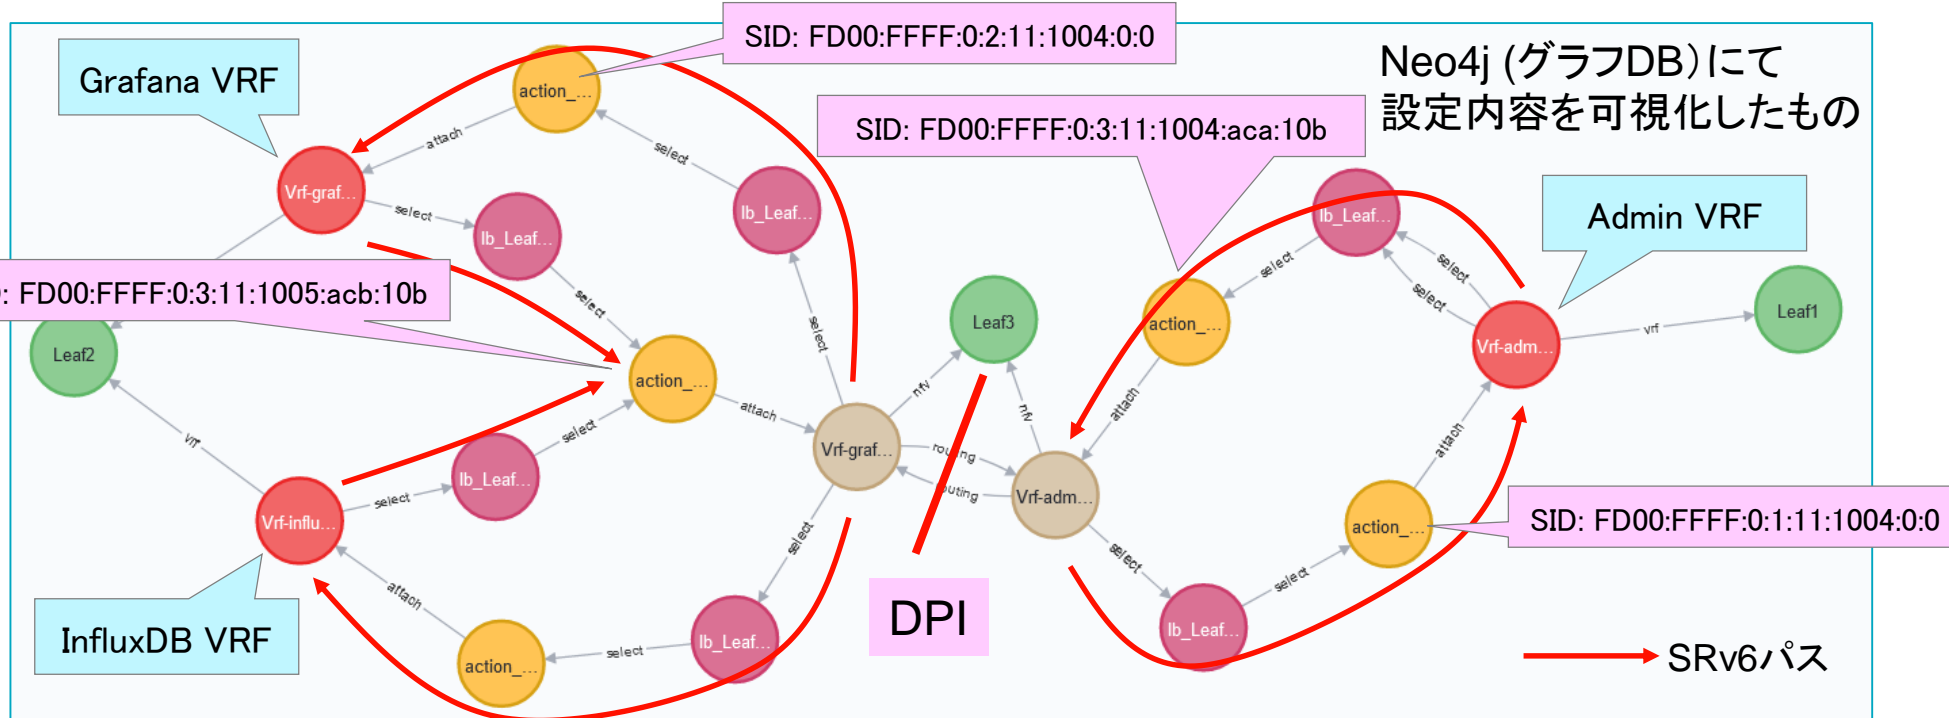 SID: FD00:FFFF:0:2:11:1004:0:0
Neo4j (グラフDB)にて
設定内容を可視化したもの
Grafana VRF
action_...
SID: FD00:FFFF:0:3:11:1004:aca:10b
attach
select
Vrf-graf...
select
lb_Leaf...
lb_Leaf...
lb_Leaf...
Admin VRF
select
select
select
: FD00:FFFF:0:3:11:1005:acb:10b
select
select
Leaf3
action_...
Vrf-adm...
vrf
Leaf1
Leaf2
action_...
attach
nfv
nfv
attach
Vrf-graf...
routing
routing
Vrf-adm...
attach
vrf
select
lb_Leaf...
select
Vrf-influ...
select
select
action_...
SID: FD00:FFFF:0:1:11:1004:0:0
attach
select
DPI
InfluxDB VRF
action_...
select
lb_Leaf...
lb_Leaf...
SRv6パス